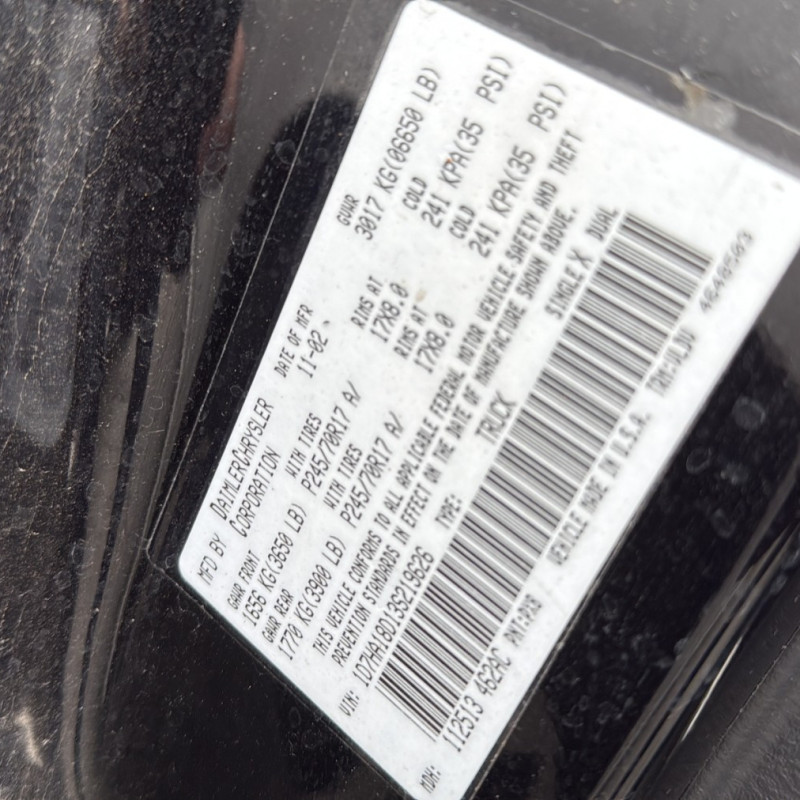 MFD BY DAIMLERCHRYSLER CORPORATION
DATE OF MFR 11-02
GVWR 3017 KG(06650 LB)
GAWR FRONT 1656 KG(3650 LB)
WITH TIRES P245/70R17 A/
RIMS AT 17X8.0
COLD 241 KPA(35 PSI)
GAWR REAR 1770 KG(3900 LB)
WITH TIRES P245/70R17 A/
RIMS AT 17X8.0
COLD 241 KPA(35 PSI)
THIS VEHICLE CONFORMS TO ALL APPLICABLE FEDERAL MOTOR VEHICLE SAFETY AND THEFT
PREVENTION STANDARDS IN EFFECT ON THE DATE OF MANUFACTURE SHOWN ABOVE.
VIN: 1D7HA18D13S219626 TYPE: TRUCK SINGLE X DUAL
MDH: 112513 462AC PNT: VEHICLE MADE IN U.S.A.